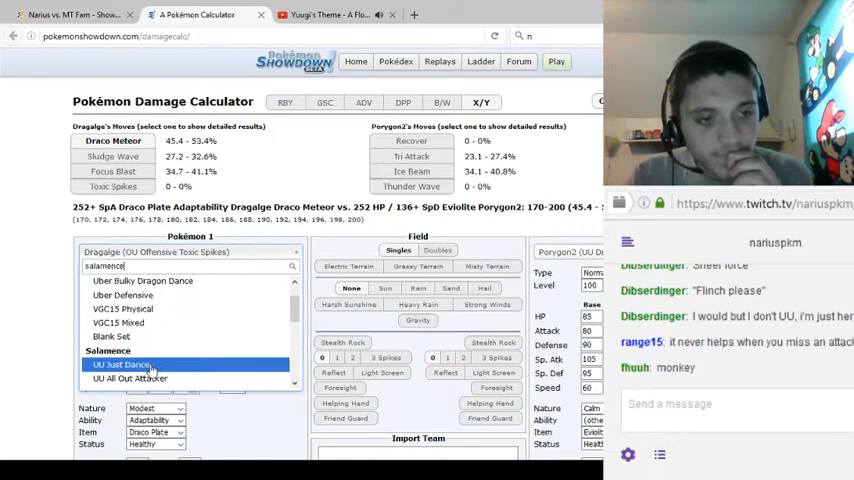 Narius vs. MT Fam - Show...
A Pokémon Calculator
Yuugi's Theme - A Flo...
pokemonshowdown.com/damagecalc/
n
Pokémon
SHOWDOWN!
BETA
Home
Pokédex
Replays
Ladder
Forum
Play
Pokémon Damage Calculator
RBY
GSC
ADV
DPP
B/W
X/Y
Dragalge's Moves (select one to show detailed results)
Draco Meteor 45.4 - 53.4%
Sludge Wave 27.2 - 32.6%
Focus Blast 34.7 - 41.1%
Toxic Spikes 0 - 0%
Porygon2's Moves (select one to show detailed results)
Recover 0 - 0%
Tri Attack 23.1 - 27.4%
Ice Beam 34.1 - 40.8%
Thunder Wave 0 - 0%
252+ SpA Draco Plate Adaptability Dragalge Draco Meteor vs. 252 HP / 136+ SpD Eviolite Porygon2: 170-200 (45.4 -
(170, 172, 174, 176, 178, 180, 182, 184, 186, 188, 190, 192, 194, 196, 198, 200)
Pokémon 1
Dragalge (OU Offensive Toxic Spikes)
salamence
Uber Bulky Dragon Dance
Uber Defensive
VGC15 Physical
VGC15 Mixed
Blank Set
Salamence
UU Just Dance
UU All Out Attacker
Nature Modest
Ability Adaptability
Item Draco Plate
Status Healthy
Field
Singles Doubles
Electric Terrain Grassy Terrain Misty Terrain
None Sun Rain Sand Hail
Harsh Sunshine Heavy Rain Strong Winds
Gravity
Stealth Rock Stealth Rock
0 1 2 3 Spikes 0 1 2 3 Spikes
Reflect Light Screen Reflect Light Screen
Foresight Foresight
Helping Hand Helping Hand
Friend Guard Friend Guard
Import Team
Type
Level 100
Base
HP 85
Attack 80
Defense 90
Sp. Atk 105
Sp. Def 95
Speed 60
Nature Calm
Ability
Item
Status
https://www.twitch.tv/nariuspkm
nariuspkm
Dibserdinger: Sheer force
Dibserdinger: "Flinch please"
Dibserdinger: I would but I don't UU, i'm just her
range15: it never helps when you miss an attac
fhuuh: monkey
Send a message